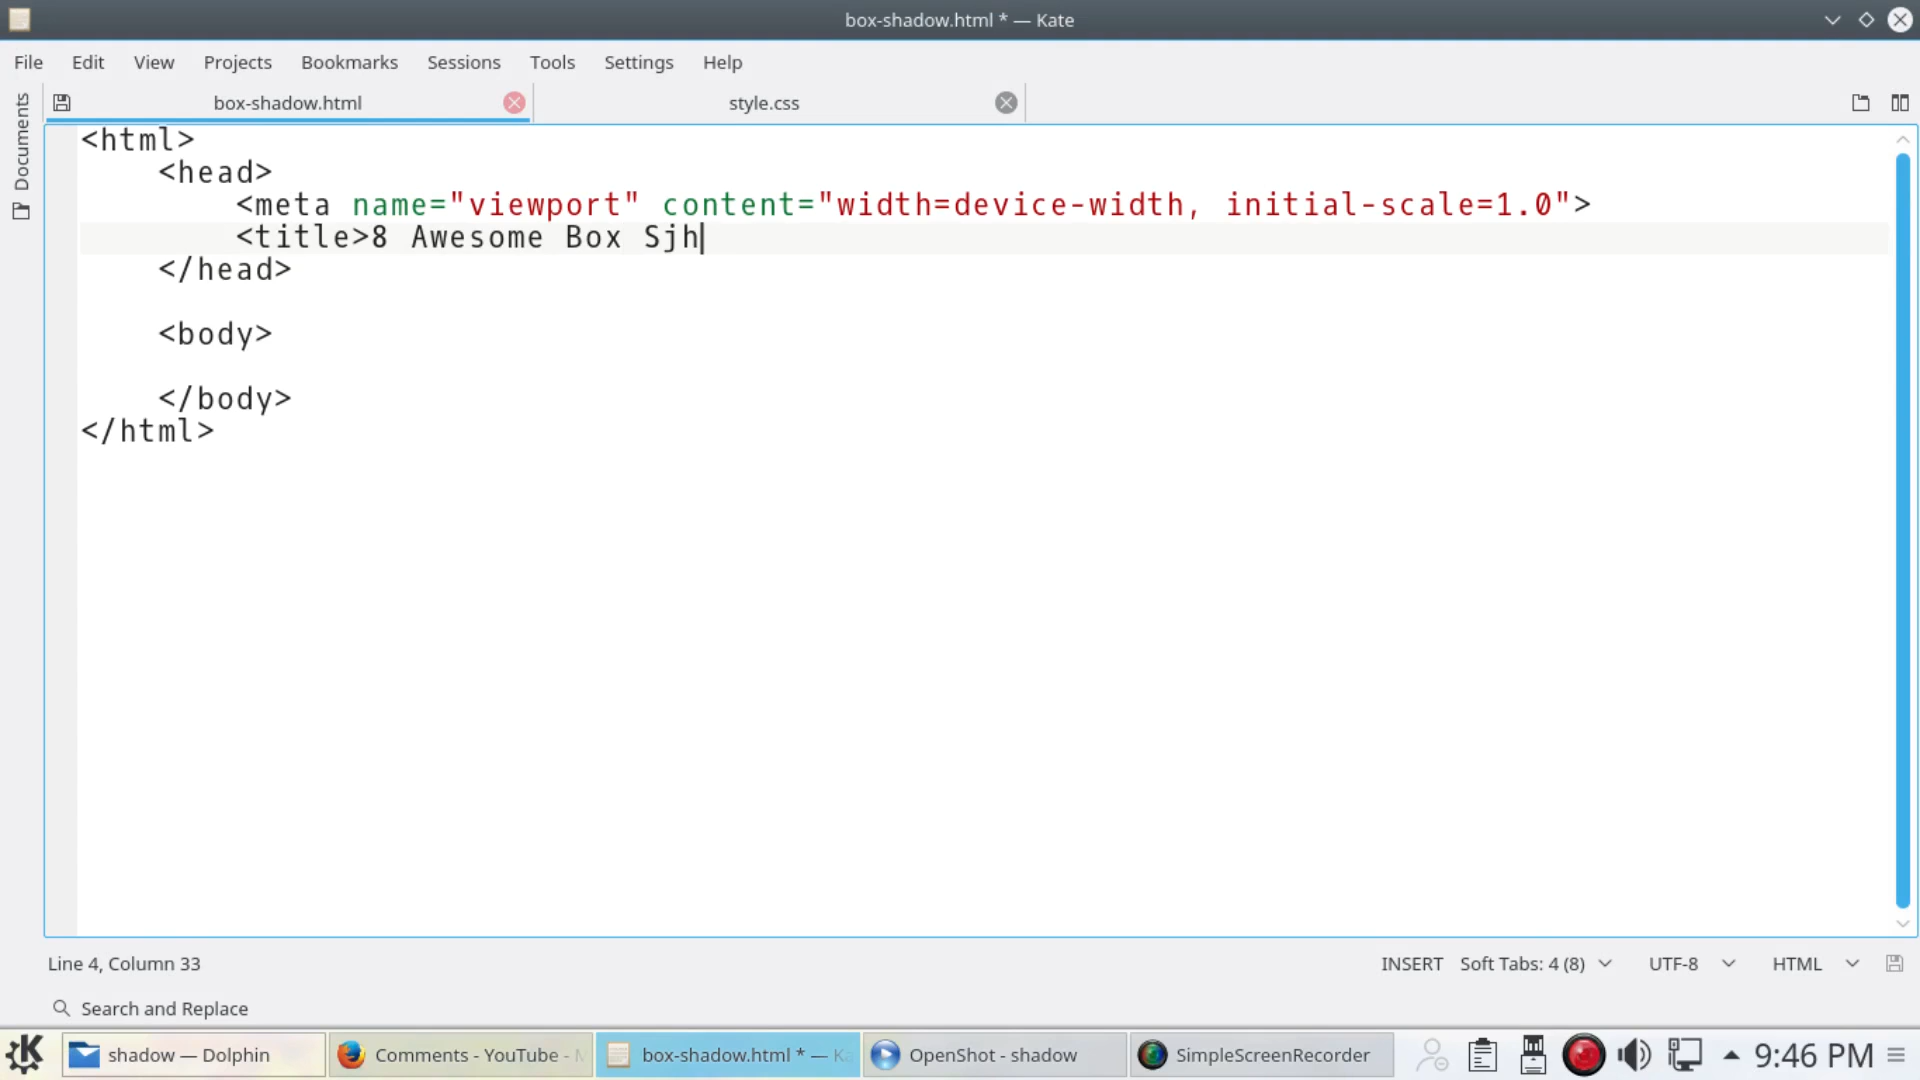 box-shadow.html * — Kate
File Edit View Projects Bookmarks Sessions Tools Settings Help
Documents
box-shadow.html style.css
<html>
<head>
<meta name="viewport" content="width=device-width, initial-scale=1.0">
<title>8 Awesome Box Sjh
</head>
<body>
</body>
</html>
Line 4, Column 33 INSERT Soft Tabs: 4 (8) UTF-8 HTML
Search and Replace
shadow — Dolphin Comments - YouTube - M box-shadow.html * — Ka OpenShot - shadow SimpleScreenRecorder 9:46 PM